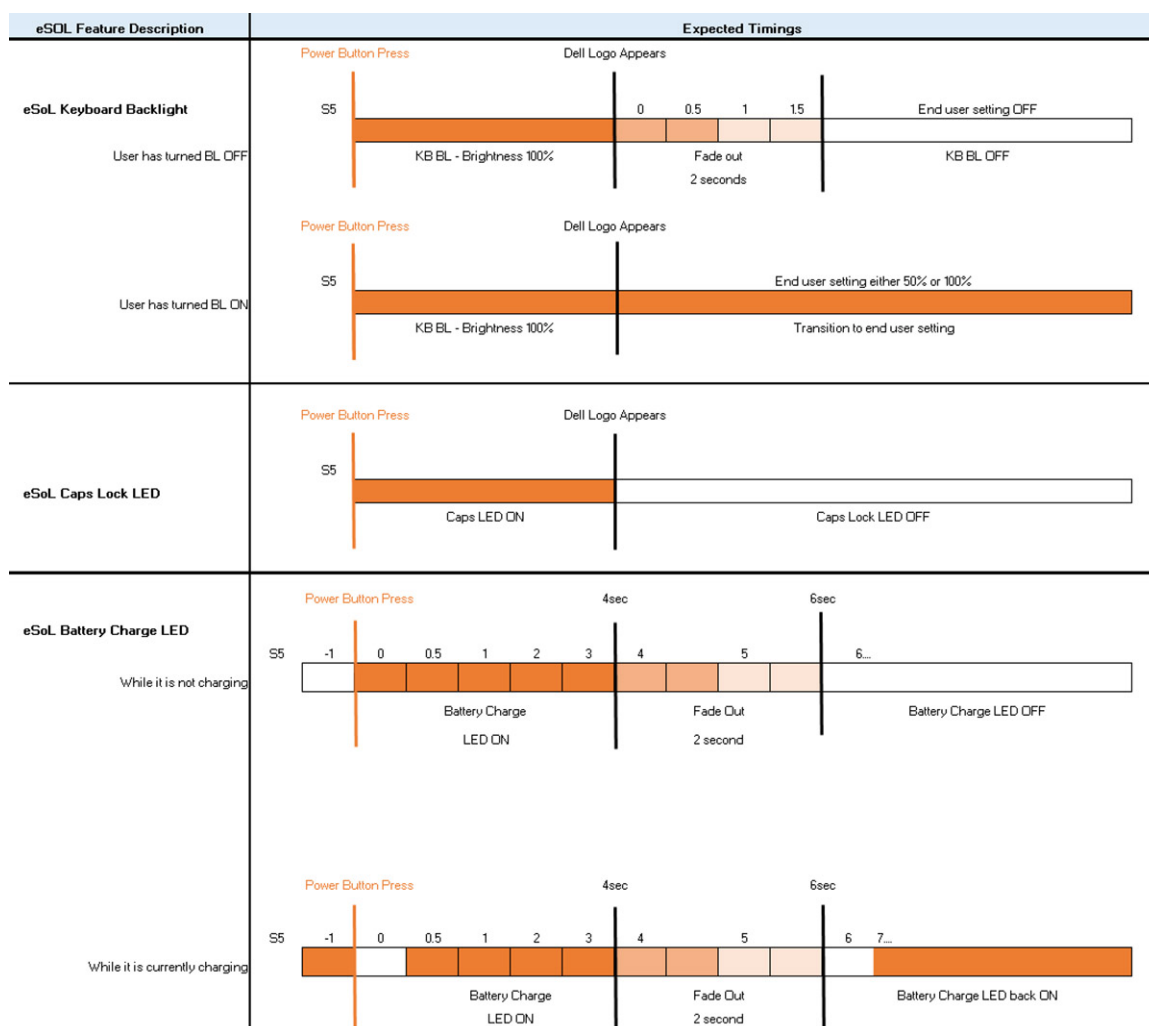 eSOL Feature Description
Expected Timings
Power Button Press
Dell Logo Appears
eSoL Keyboard Backlight
S5
0 0.5 1 1.5
End user setting OFF
User has turned BL OFF
KB BL - Brightness 100%
Fade out
KB BL OFF
2 seconds
Power Button Press
Dell Logo Appears
S5
End user setting either 50% or 100%
User has turned BL ON
KB BL - Brightness 100%
Transition to end user setting
Power Button Press
Dell Logo Appears
S5
eSoL Caps Lock LED
Caps LED ON
Caps Lock LED OFF
Power Button Press
4sec
6sec
eSoL Battery Charge LED
S5
-1 0 0.5 1 2 3 4 5 6....
While it is not charging
Battery Charge
Fade Out
Battery Charge LED OFF
LED ON
2 second
Power Button Press
4sec
6sec
S5
-1 0 0.5 1 2 3 4 5 6 7....
While it is currently charging
Battery Charge
Fade Out
Battery Charge LED back ON
LED ON
2 second